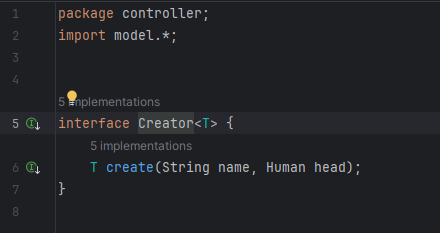 1 package controller;
2 import model.*;
3
4
5 implementations
5 interface Creator<T> {
5 implementations
6 T create(String name, Human head);
7 }
8